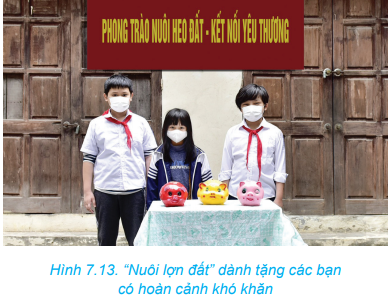 PHONG TRÀO NUÔI HEO ĐẤT - KẾT NỐI YÊU THƯƠNG
Hình 7.13. “Nuôi lợn đất” dành tặng các bạn
có hoàn cảnh khó khăn